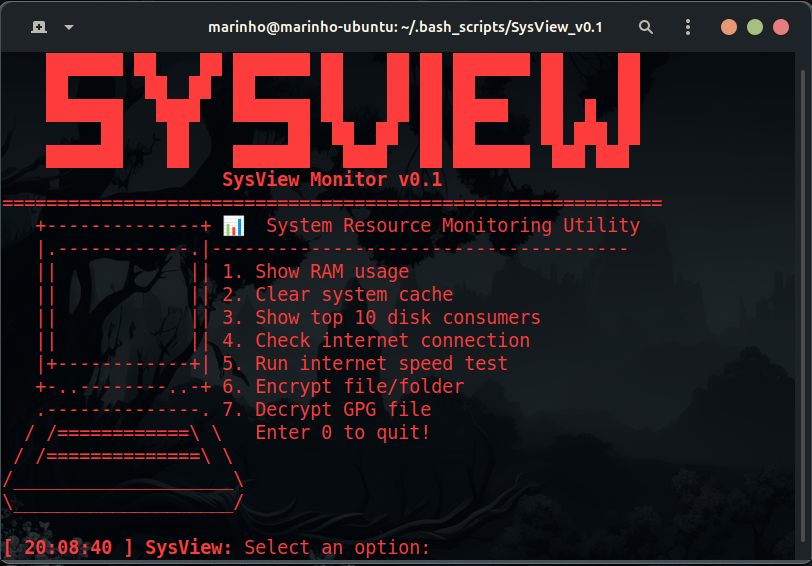 marinho@marinho-ubuntu: ~/.bash_scripts/SysView_v0.1
SYSVIEW
SysView Monitor v0.1
============================================================
+--------------+ 📊  System Resource Monitoring Utility
|.------------.|--------------------------------------
||            || 1. Show RAM usage
||            || 2. Clear system cache
||            || 3. Show top 10 disk consumers
||            || 4. Check internet connection
|+------------+| 5. Run internet speed test
+-..--------..-+ 6. Encrypt file/folder
.--------------. 7. Decrypt GPG file
/ /============\ \   Enter 0 to quit!
/ /==============\ \
/____________________\
\____________________/
[ 20:08:40 ] SysView: Select an option: